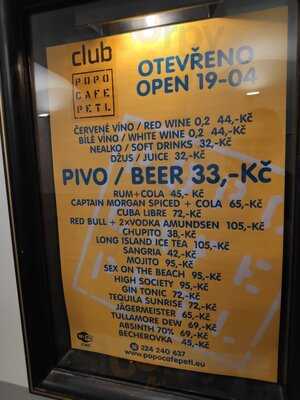 club
POPO
CAFE
PETL
OTEVŘENO
OPEN 19-04
ČERVENÉ VÍNO / RED WINE 0,2 44,-Kč
BÍLÉ VÍNO / WHITE WINE 0,2 44,-Kč
NEALKO / SOFT DRINKS 32,-Kč
DŽUS / JUICE 32,-Kč
PIVO / BEER 33,-Kč
RUM+COLA 45,- Kč
CAPTAIN MORGAN SPICED + COLA 65,-Kč
CUBA LIBRE 72,-Kč
RED BULL + 2×VODKA AMUNDSEN 105,-Kč
CHUPITO 38,-Kč
LONG ISLAND ICE TEA 105,-Kč
SANGRIA 42,-Kč
MOJITO 95,-Kč
SEX ON THE BEACH 95,-Kč
HIGH SOCIETY 95,-Kč
GIN TONIC 72,-Kč
TEQUILA SUNRISE 72,-Kč
JÄGERMEISTER 65,-Kč
TULLAMORE DEW 69,-Kč
ABSINTH 70% 69,-Kč
BECHEROVKA 45,-Kč
224 240 637
www.popocafepetl.eu